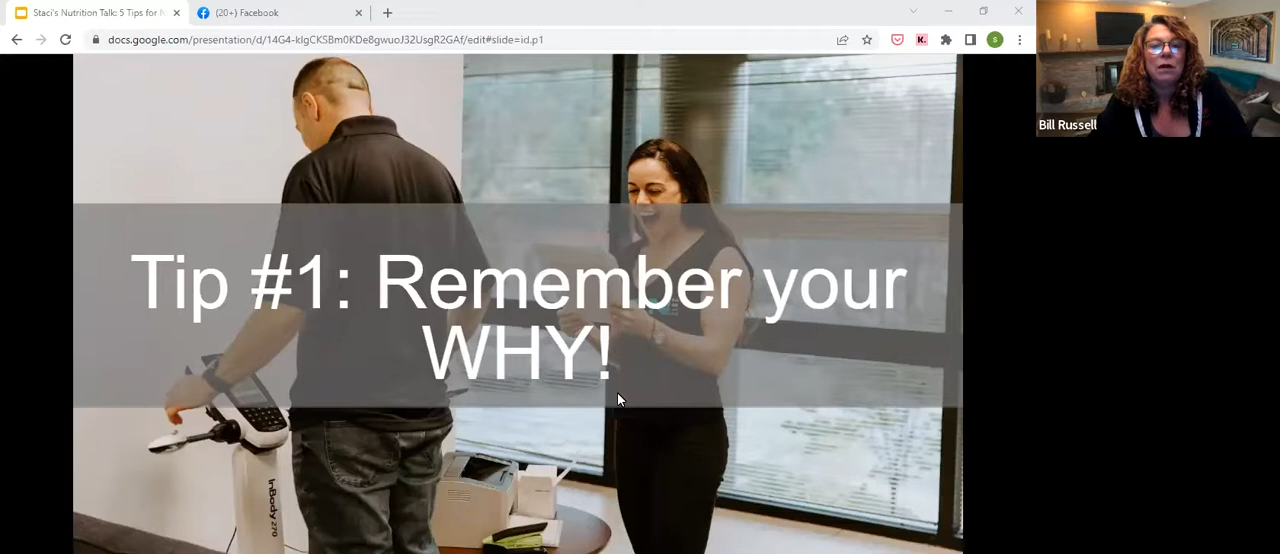 Staci's Nutrition Talk: 5 Tips for N
(20+) Facebook
docs.google.com/presentation/d/14G4-klgCKSBm0KDe8gwuoJ32UsgR2GAf/edit#slide=id.p1
K.
S
Bill Russell
Tip #1: Remember your
WHY!
InBody 270